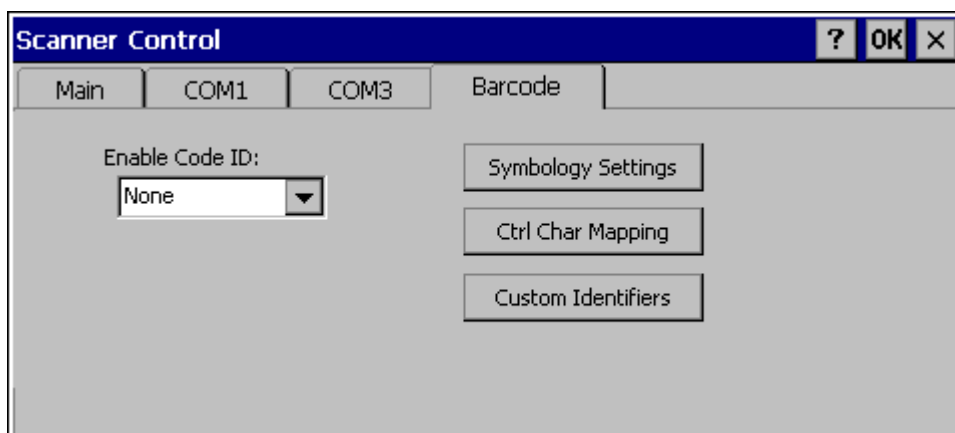 Scanner Control ? OK ×
Main COM1 COM3 Barcode
Enable Code ID:
None
Symbology Settings
Ctrl Char Mapping
Custom Identifiers